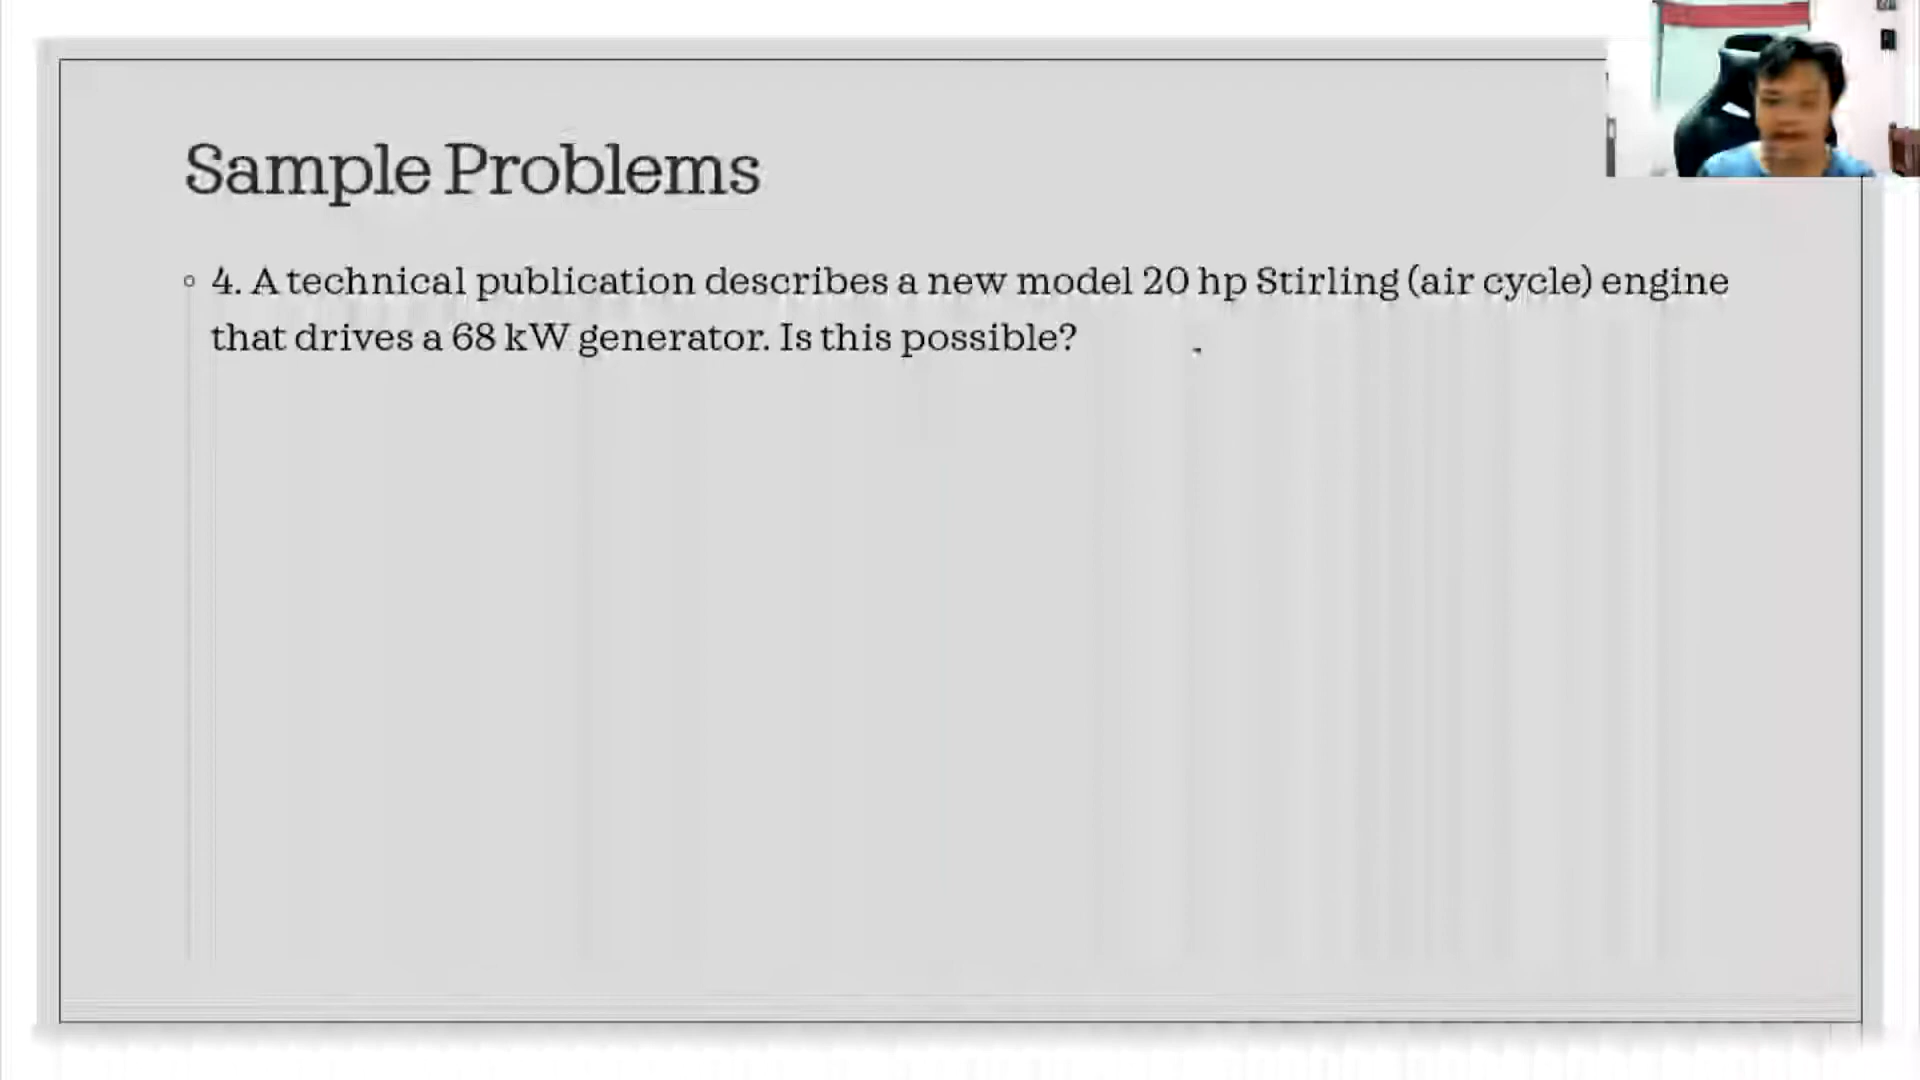 Sample Problems
4. A technical publication describes a new model 20 hp Stirling (air cycle) engine
that drives a 68 kW generator. Is this possible?